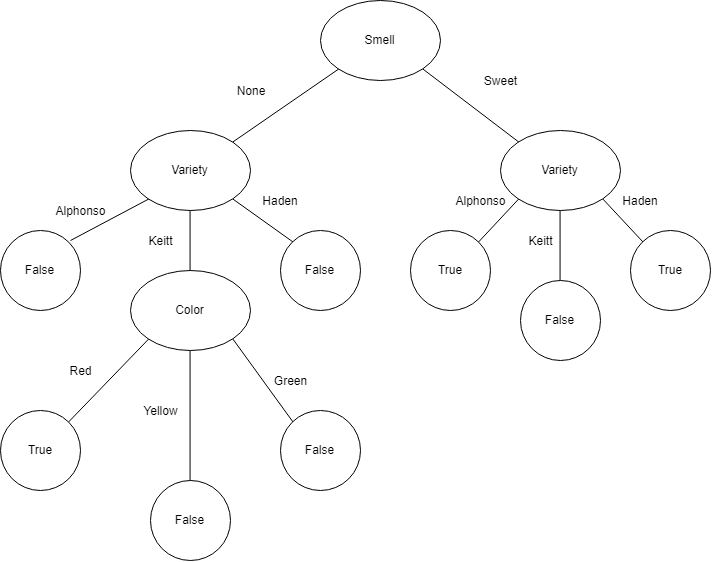 Smell
None
Sweet
Variety
Variety
Alphonso
Keitt
Haden
Alphonso
Keitt
Haden
False
False
True
False
True
Color
Red
Yellow
Green
True
False
False